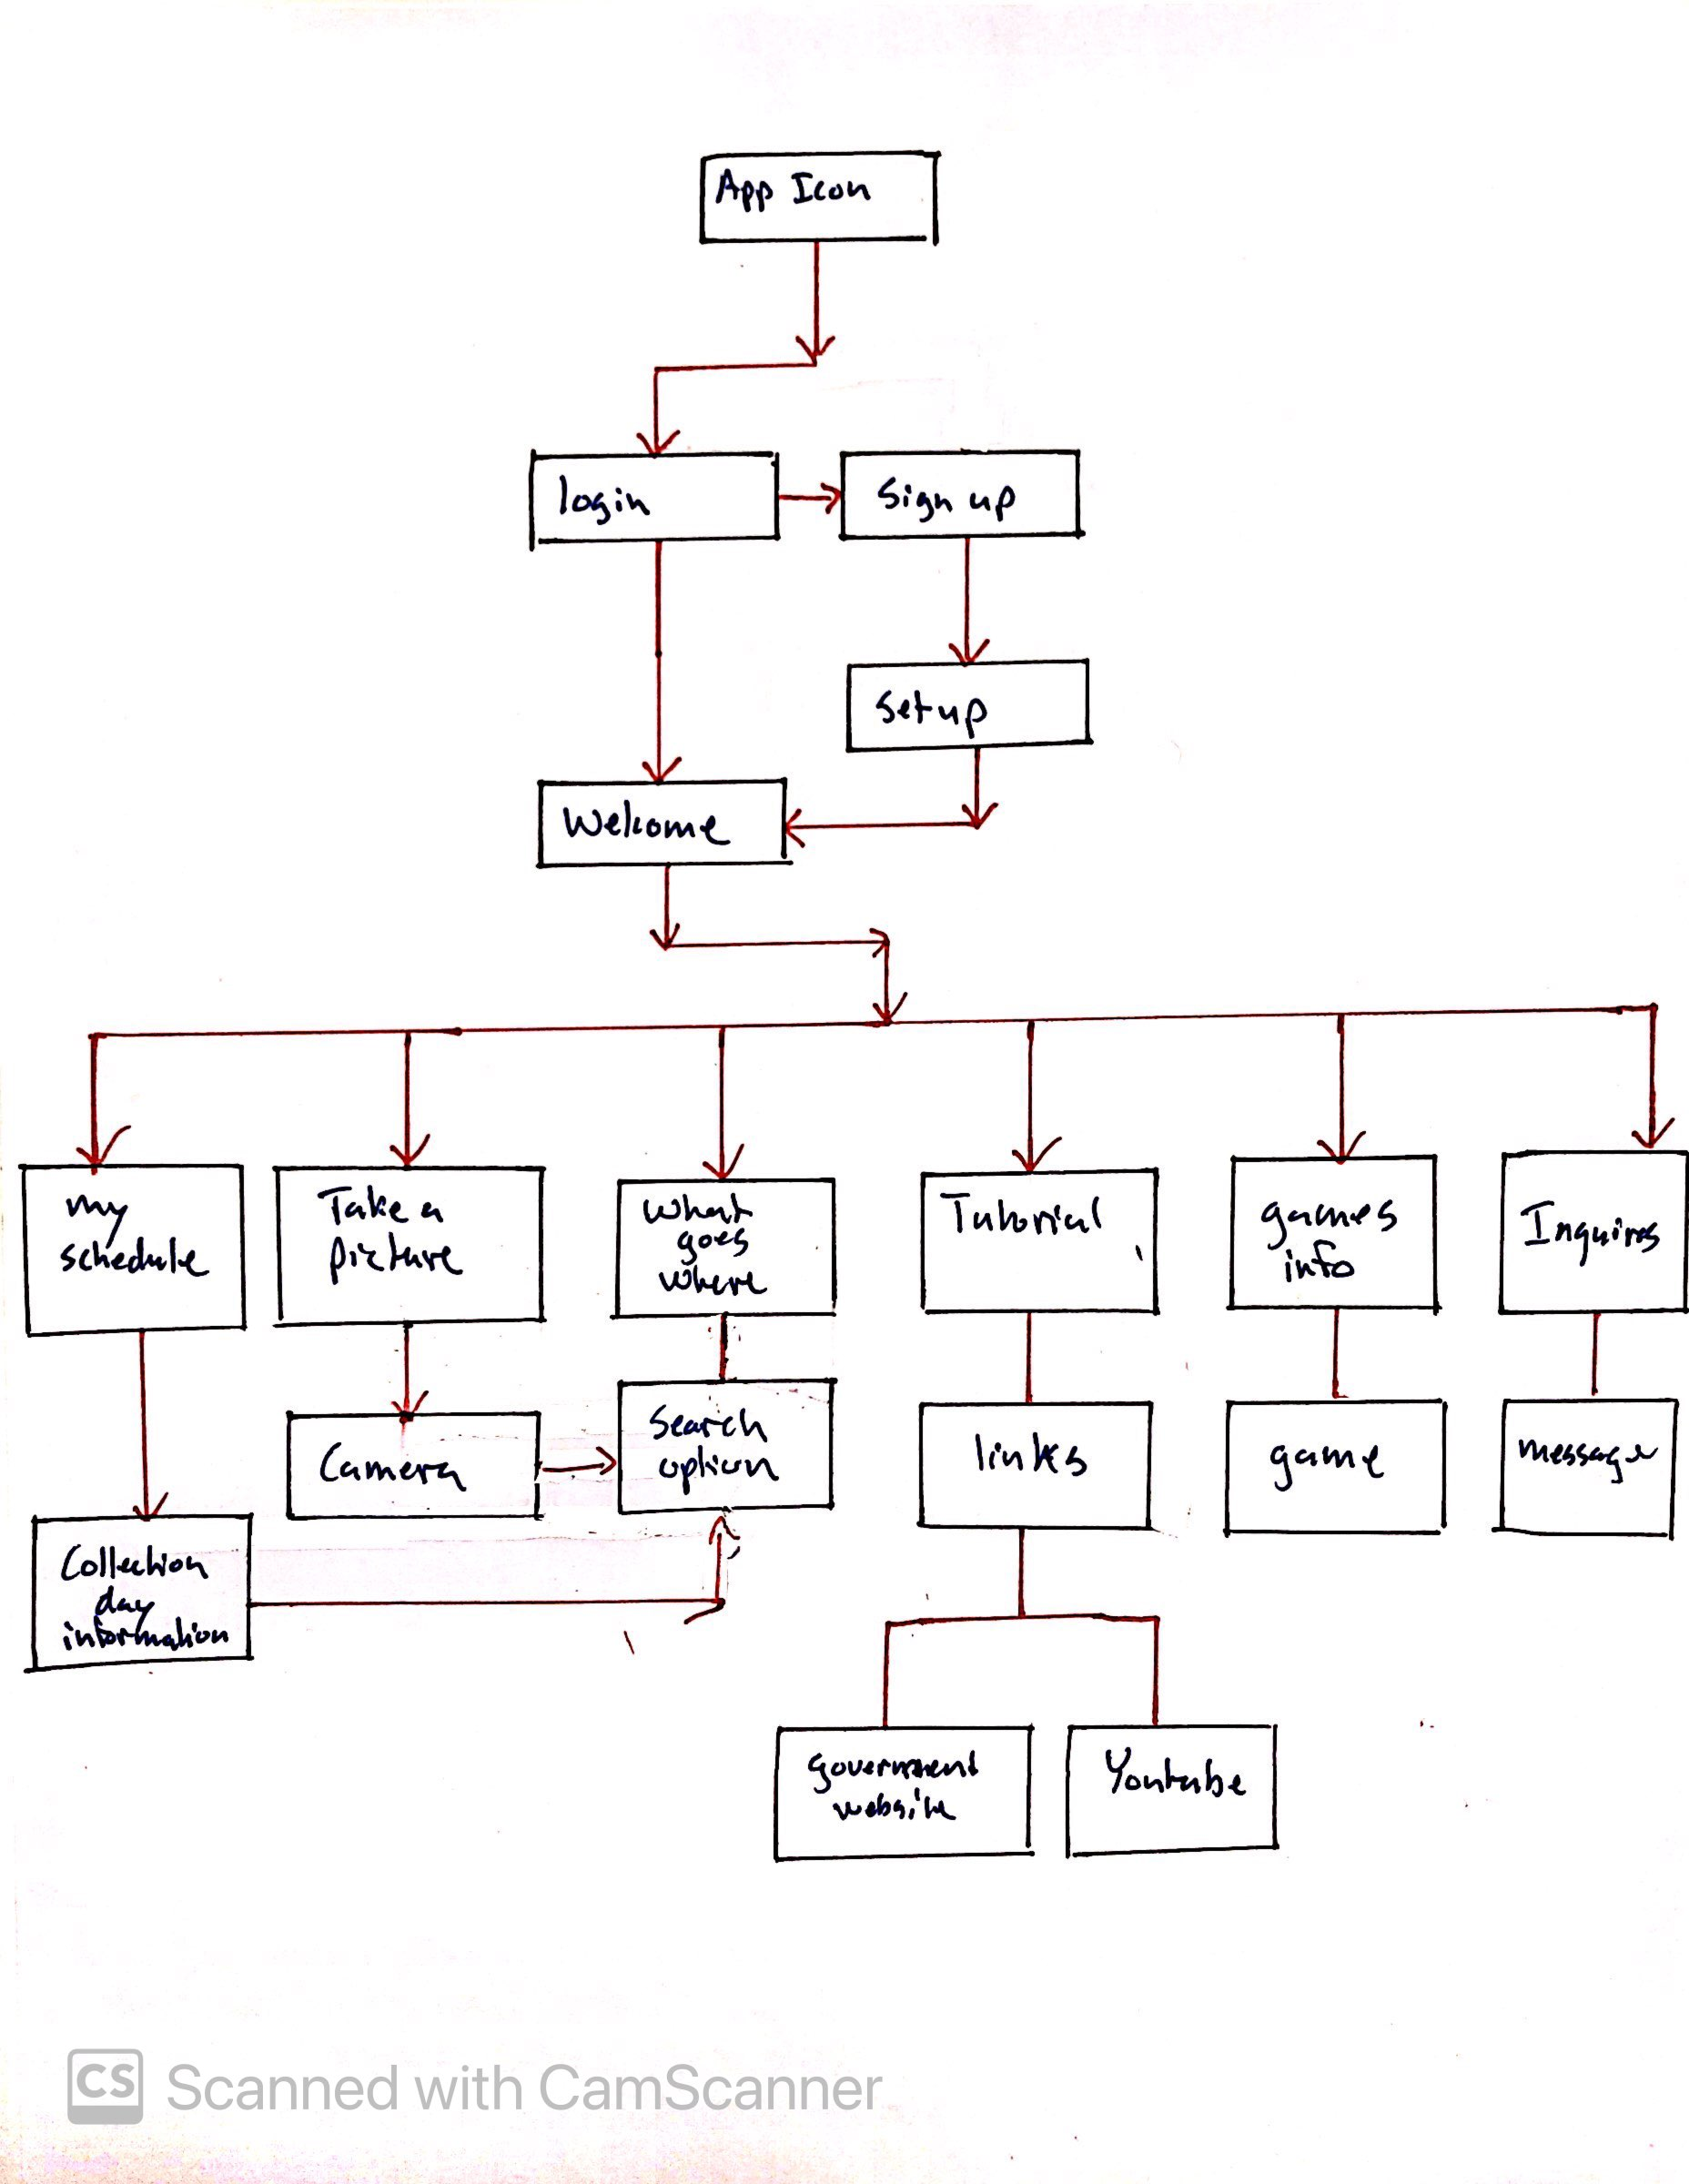 App Icon
login
Sign up
Setup
Welcome
my
schedule
Take a
picture
What
goes
where
Tutorial
games
info
Inquires
Camera
Search
option
links
game
message
Collection
day
information
government
website
Youtube
CS Scanned with CamScanner